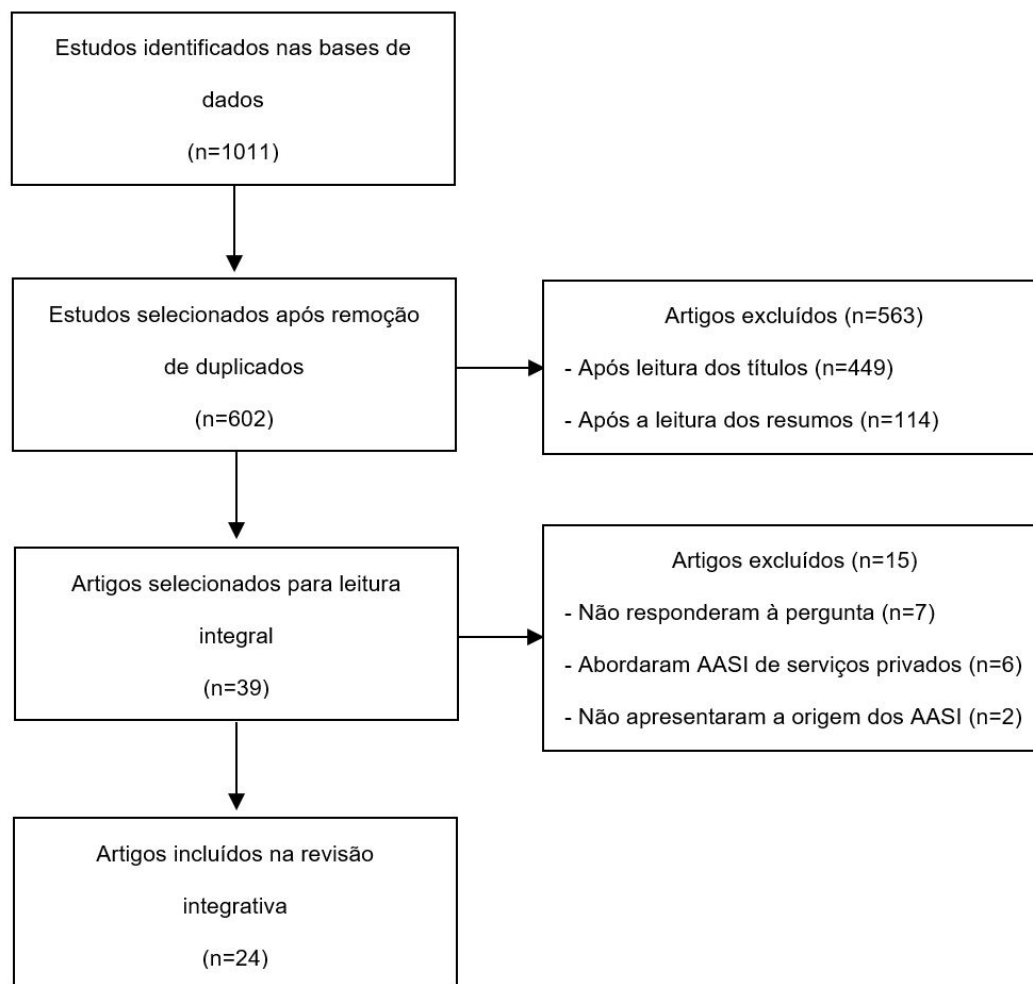 Estudos identificados nas bases de
dados
(n=1011)
Estudos selecionados após remoção
de duplicados
(n=602)
Artigos excluídos (n=563)
- Após leitura dos títulos (n=449)
- Após a leitura dos resumos (n=114)
Artigos selecionados para leitura
integral
(n=39)
Artigos excluídos (n=15)
- Não responderam à pergunta (n=7)
- Abordaram AASI de serviços privados (n=6)
- Não apresentaram a origem dos AASI (n=2)
Artigos incluídos na revisão
integrativa
(n=24)